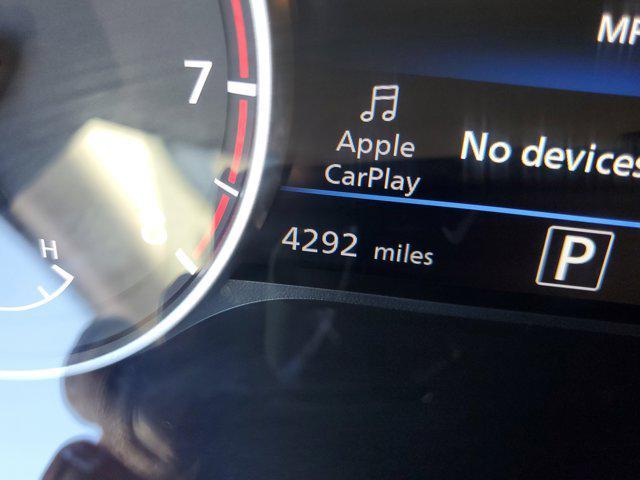 7
Apple
CarPlay
No devices
4292 miles
P
H